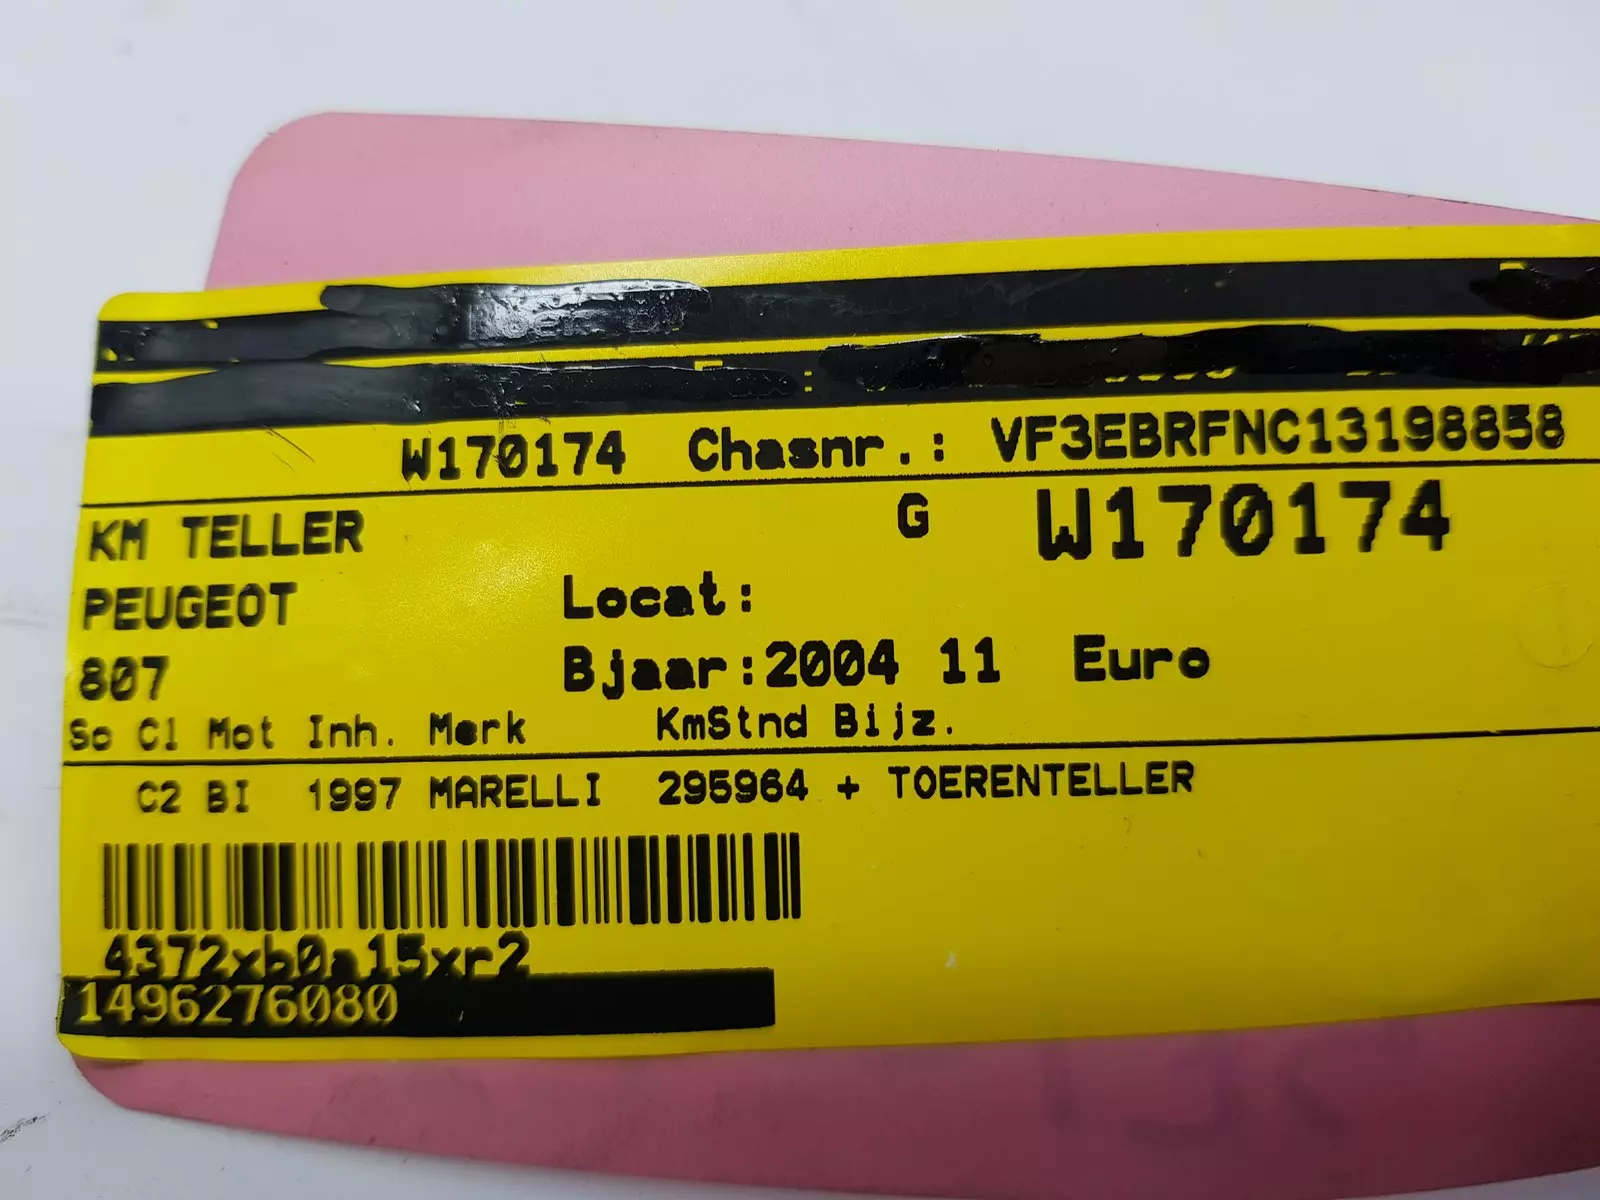 W170174 Chasnr.: VF3EBRFNC13198858
KM TELLER G W170174
PEUGEOT Locat:
807 Bjaar:2004 11 Euro
So Cl Mot Inh. Merk KmStnd Bijz.
C2 BI 1997 MARELLI 295964 + TOERENTELLER
4372xb0a15xr2
1496276080